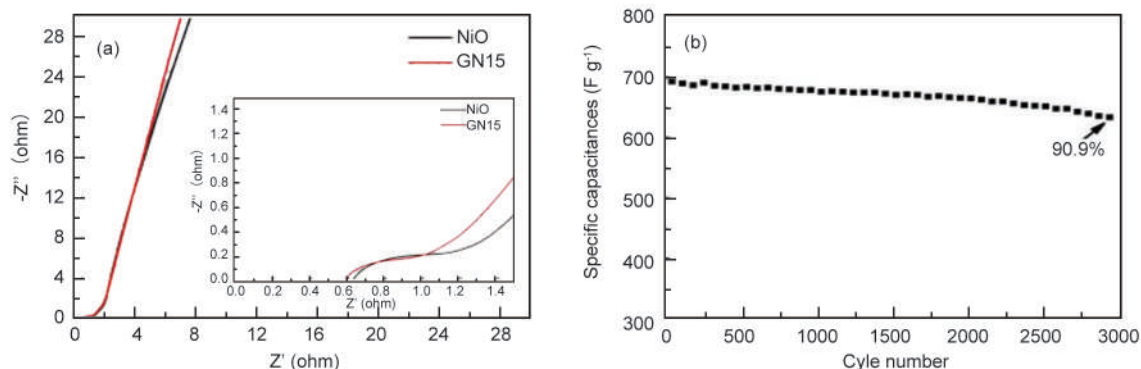 (a)
NiO
GN15
28
24
20
16
12
8
4
0
-Z'' (ohm)
0 4 8 12 16 20 24 28
Z' (ohm)
NiO
GN15
1.4
1.2
1.0
0.8
0.6
0.4
0.2
0.0
-Z'' (ohm)
0.0 0.2 0.4 0.6 0.8 1.0 1.2 1.4
Z' (ohm)
(b)
800
700
600
500
400
300
Specific capacitances (F g⁻¹)
90.9%
0 500 1000 1500 2000 2500 3000
Cyle number